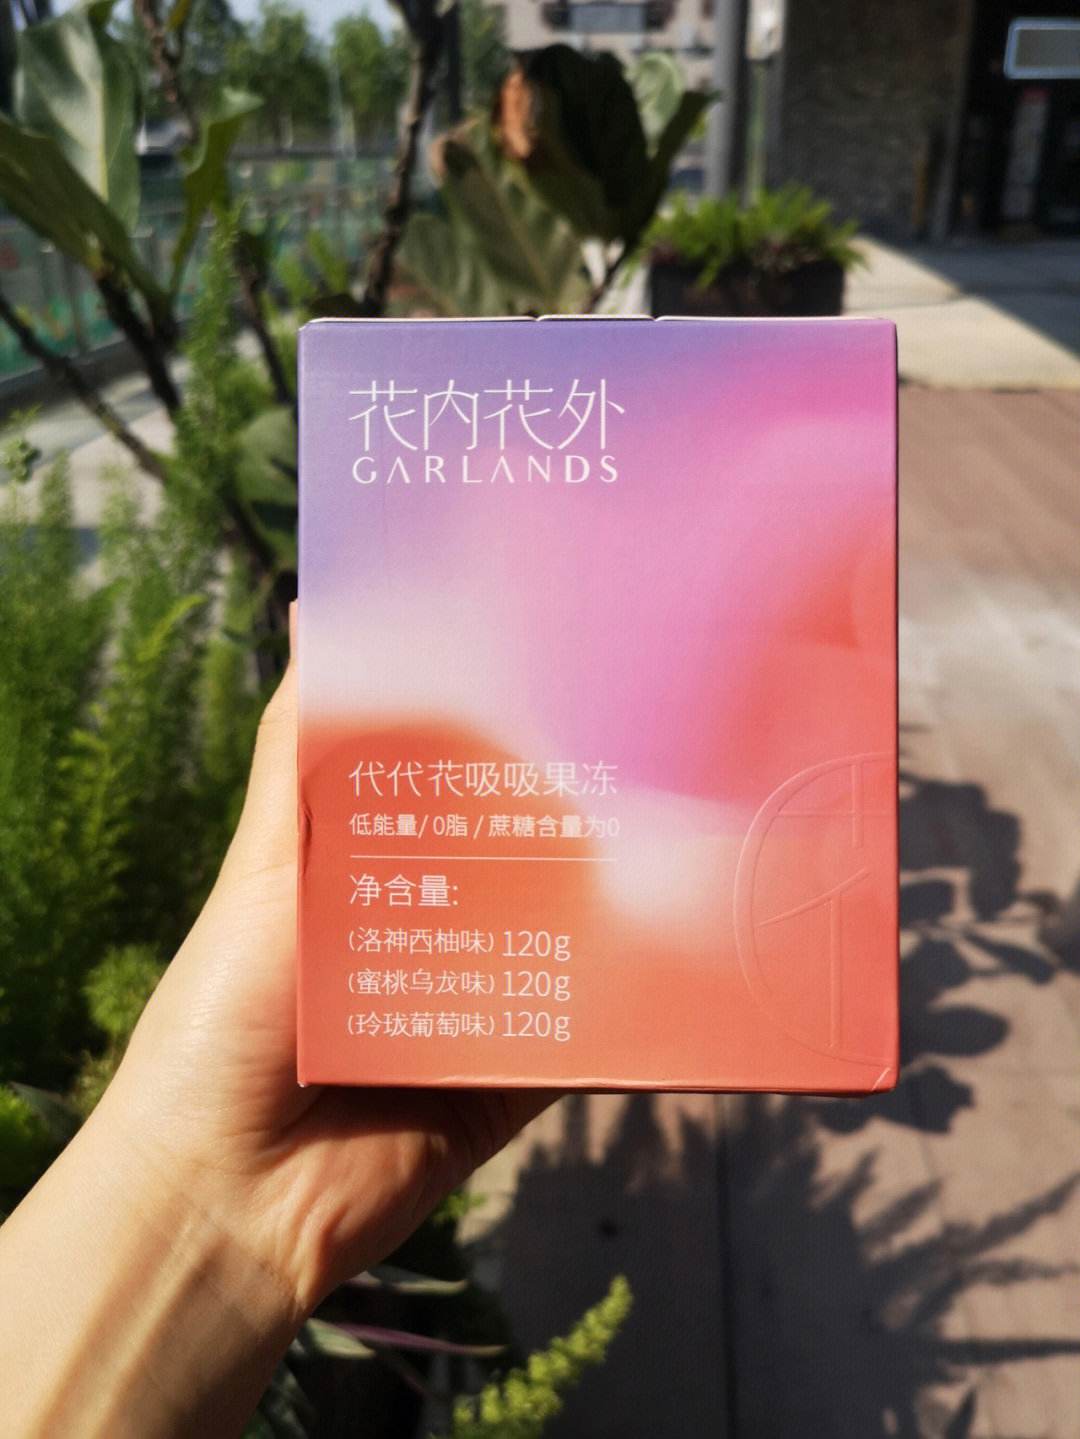 花内花外
GARLANDS
代代花吸吸果冻
低能量/0脂/蔗糖含量为0
净含量:
(洛神西柚味) 120g
(蜜桃乌龙味) 120g
(玲珑葡萄味) 120g